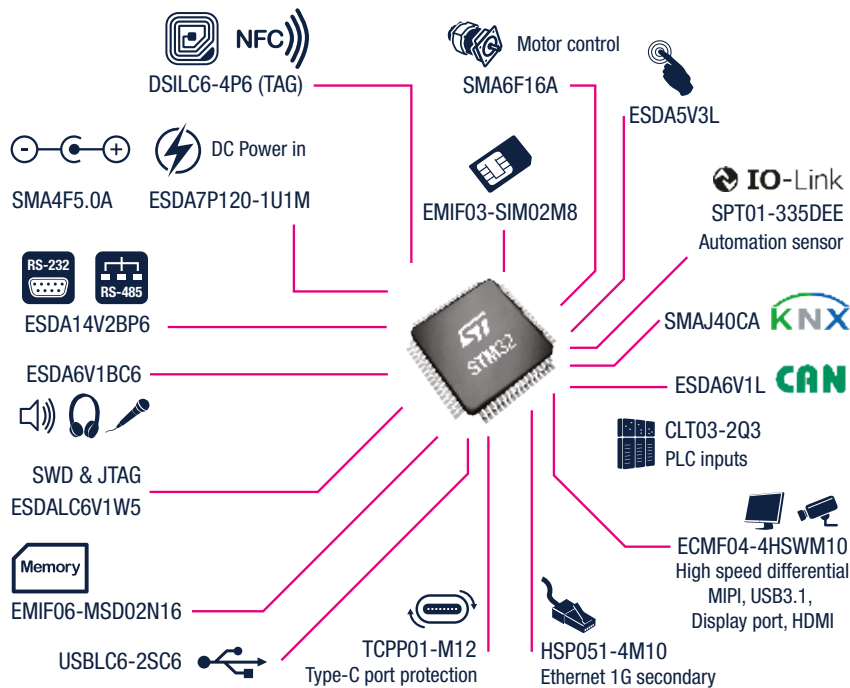 NFC
DSILC6-4P6 (TAG)
Motor control
SMA6F16A
ESDA5V3L
- +
SMA4F5.0A
DC Power in
ESDA7P120-1U1M
EMIF03-SIM02M8
IO-Link
SPT01-335DEE
Automation sensor
RS-232
RS-485
ESDA14V2BP6
ST
STM32
SMAJ40CA
KNX
ESDA6V1BC6
ESDA6V1L
CAN
CLT03-2Q3
PLC inputs
SWD & JTAG
ESDALC6V1W5
ECMF04-4HSWM10
High speed differential
MIPI, USB3.1,
Display port, HDMI
Memory
EMIF06-MSD02N16
USBLC6-2SC6
TCPP01-M12
Type-C port protection
HSP051-4M10
Ethernet 1G secondary